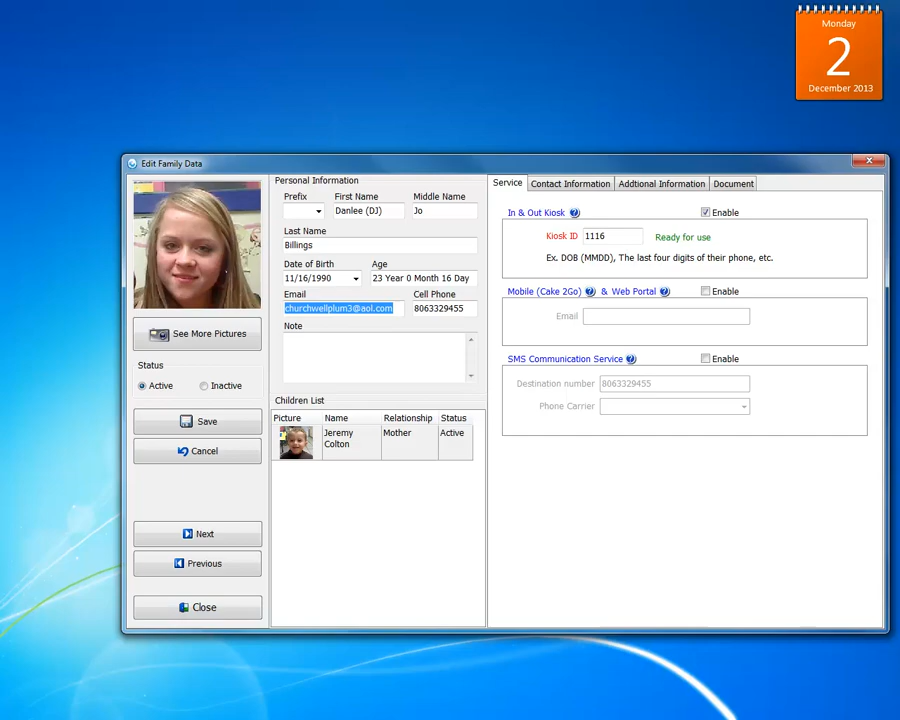 Monday
2
December 2013
Edit Family Data
See More Pictures
Status
Active
Inactive
Save
Cancel
Next
Previous
Close
Personal Information
Prefix
First Name
Middle Name
Danlee (DJ)
Jo
Last Name
Billings
Date of Birth
Age
11/16/1990
23 Year 0 Month 16 Day
Email
Cell Phone
churchwellplum3@aol.com
8063329455
Note
Children List
Picture
Name
Relationship
Status
Jeremy
Colton
Mother
Active
Service
Contact Information
Addtional Information
Document
In & Out Kiosk
Enable
Kiosk ID
1116
Ready for use
Ex. DOB (MMDD), The last four digits of their phone, etc.
Mobile (Cake 2Go)
& Web Portal
Enable
Email
SMS Communication Service
Enable
Destination number
8063329455
Phone Carrier